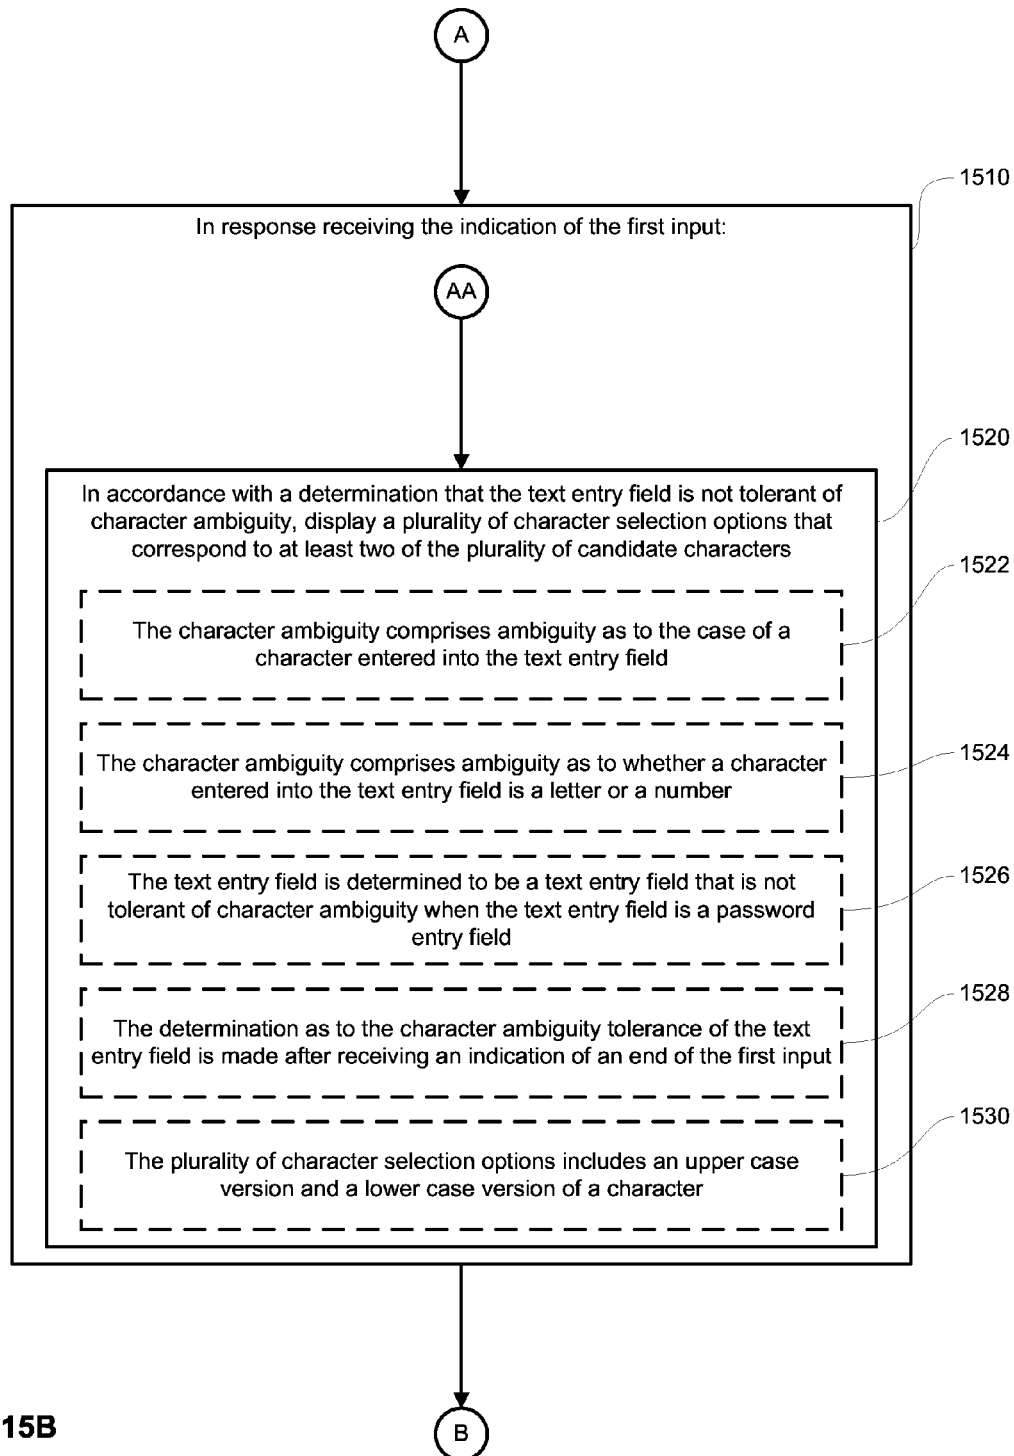 A
1510
In response receiving the indication of the first input:
AA
1520
In accordance with a determination that the text entry field is not tolerant of
character ambiguity, display a plurality of character selection options that
correspond to at least two of the plurality of candidate characters
1522
The character ambiguity comprises ambiguity as to the case of a
character entered into the text entry field
1524
The character ambiguity comprises ambiguity as to whether a character
entered into the text entry field is a letter or a number
1526
The text entry field is determined to be a text entry field that is not
tolerant of character ambiguity when the text entry field is a password
entry field
1528
The determination as to the character ambiguity tolerance of the text
entry field is made after receiving an indication of an end of the first input
1530
The plurality of character selection options includes an upper case
version and a lower case version of a character
15B
B